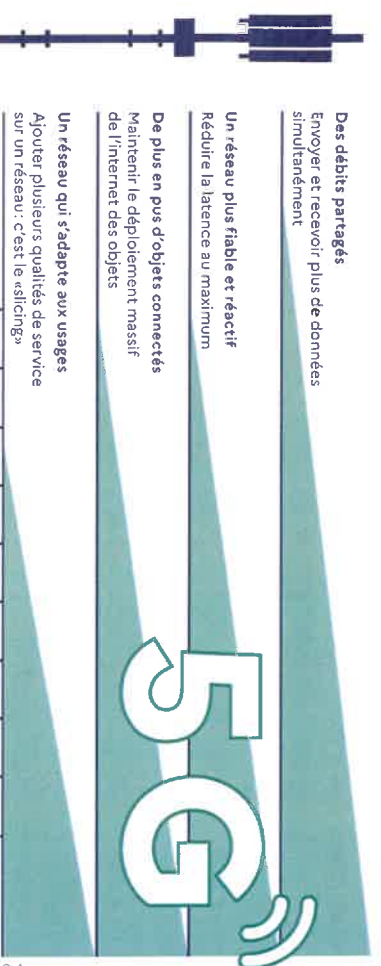 Des débits partagés
Envoyer et recevoir plus de données
simultanément
Un réseau plus fiable et réactif
Réduire la latence au maximum
De plus en pus d'objets connectés
Maintenir le déploiement massif
de l'internet des objets
Un réseau qui s'adapte aux usages
Ajouter plusieurs qualités de service
sur un réseau: c'est le «slicing»
5G